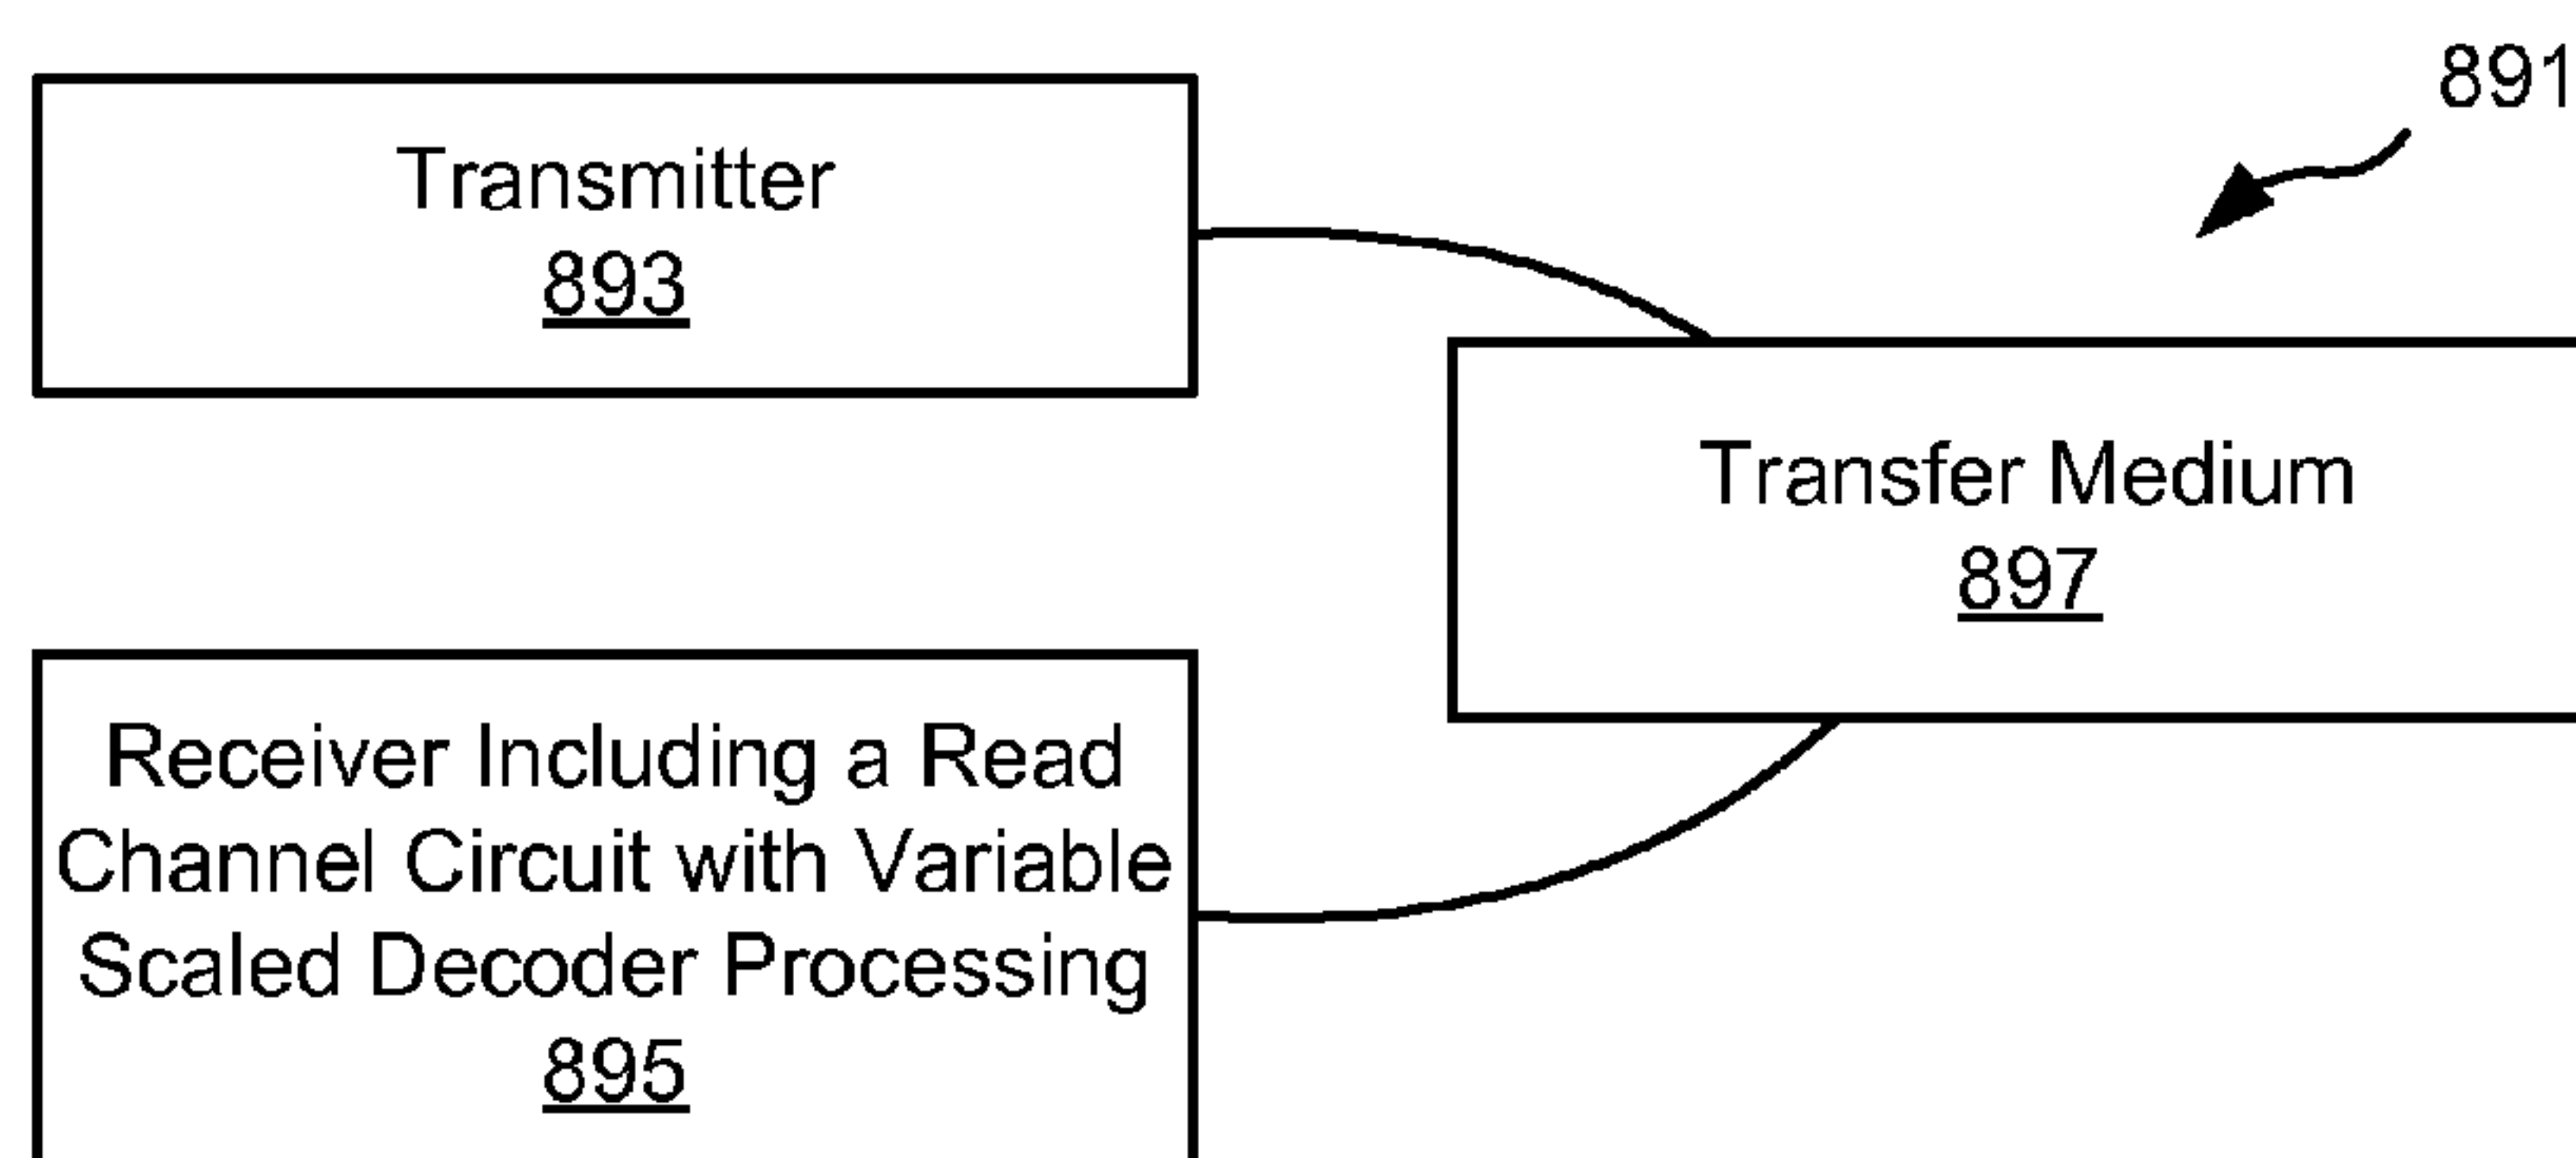 891
Transmitter
893
Transfer Medium
897
Receiver Including a Read
Channel Circuit with Variable
Scaled Decoder Processing
895